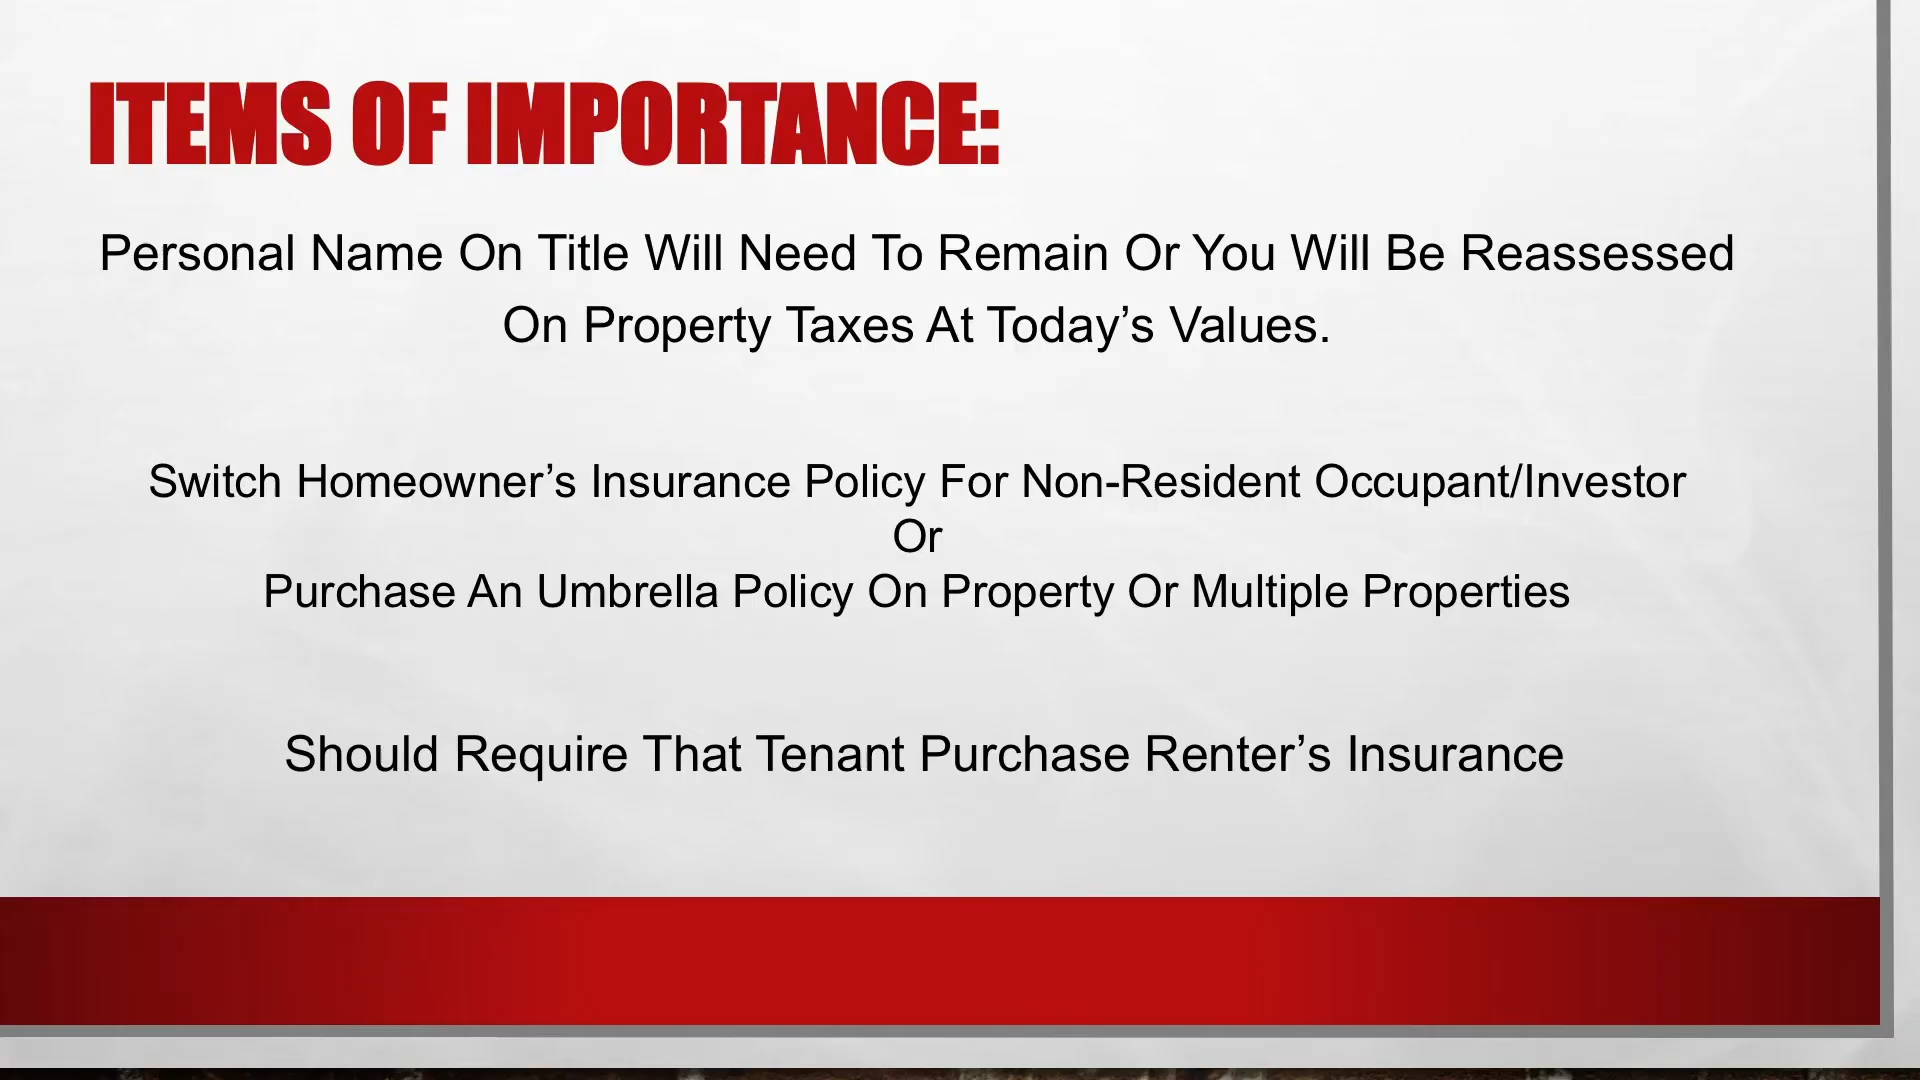 ITEMS OF IMPORTANCE:
Personal Name On Title Will Need To Remain Or You Will Be Reassessed
On Property Taxes At Today’s Values.
Switch Homeowner’s Insurance Policy For Non-Resident Occupant/Investor
Or
Purchase An Umbrella Policy On Property Or Multiple Properties
Should Require That Tenant Purchase Renter’s Insurance